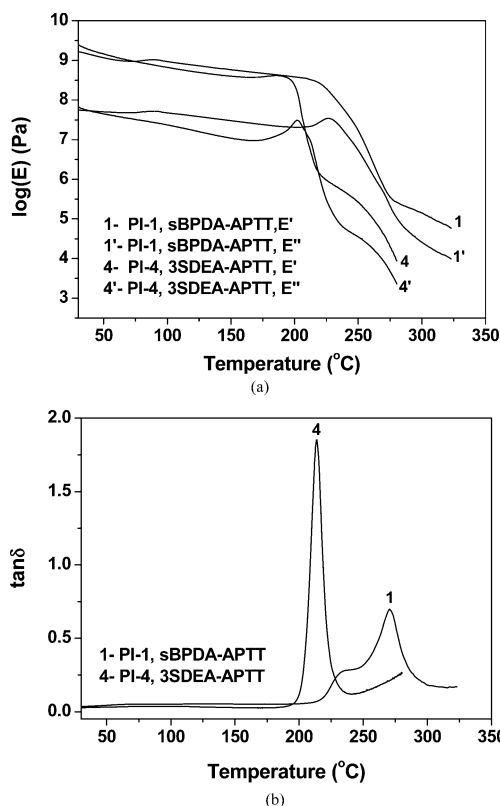 10
9
8
7
6
5
4
3
log(E) (Pa)
1- PI-1, sBPDA-APTT,E'
1'- PI-1, sBPDA-APTT, E"
4- PI-4, 3SDEA-APTT, E'
4'- PI-4, 3SDEA-APTT, E"
1
1'
4
4'
50 100 150 200 250 300 350
Temperature (°C)
(a)
2.0
1.5
1.0
0.5
0.0
tanδ
4
1
1- PI-1, sBPDA-APTT
4- PI-4, 3SDEA-APTT
50 100 150 200 250 300 350
Temperature (°C)
(b)